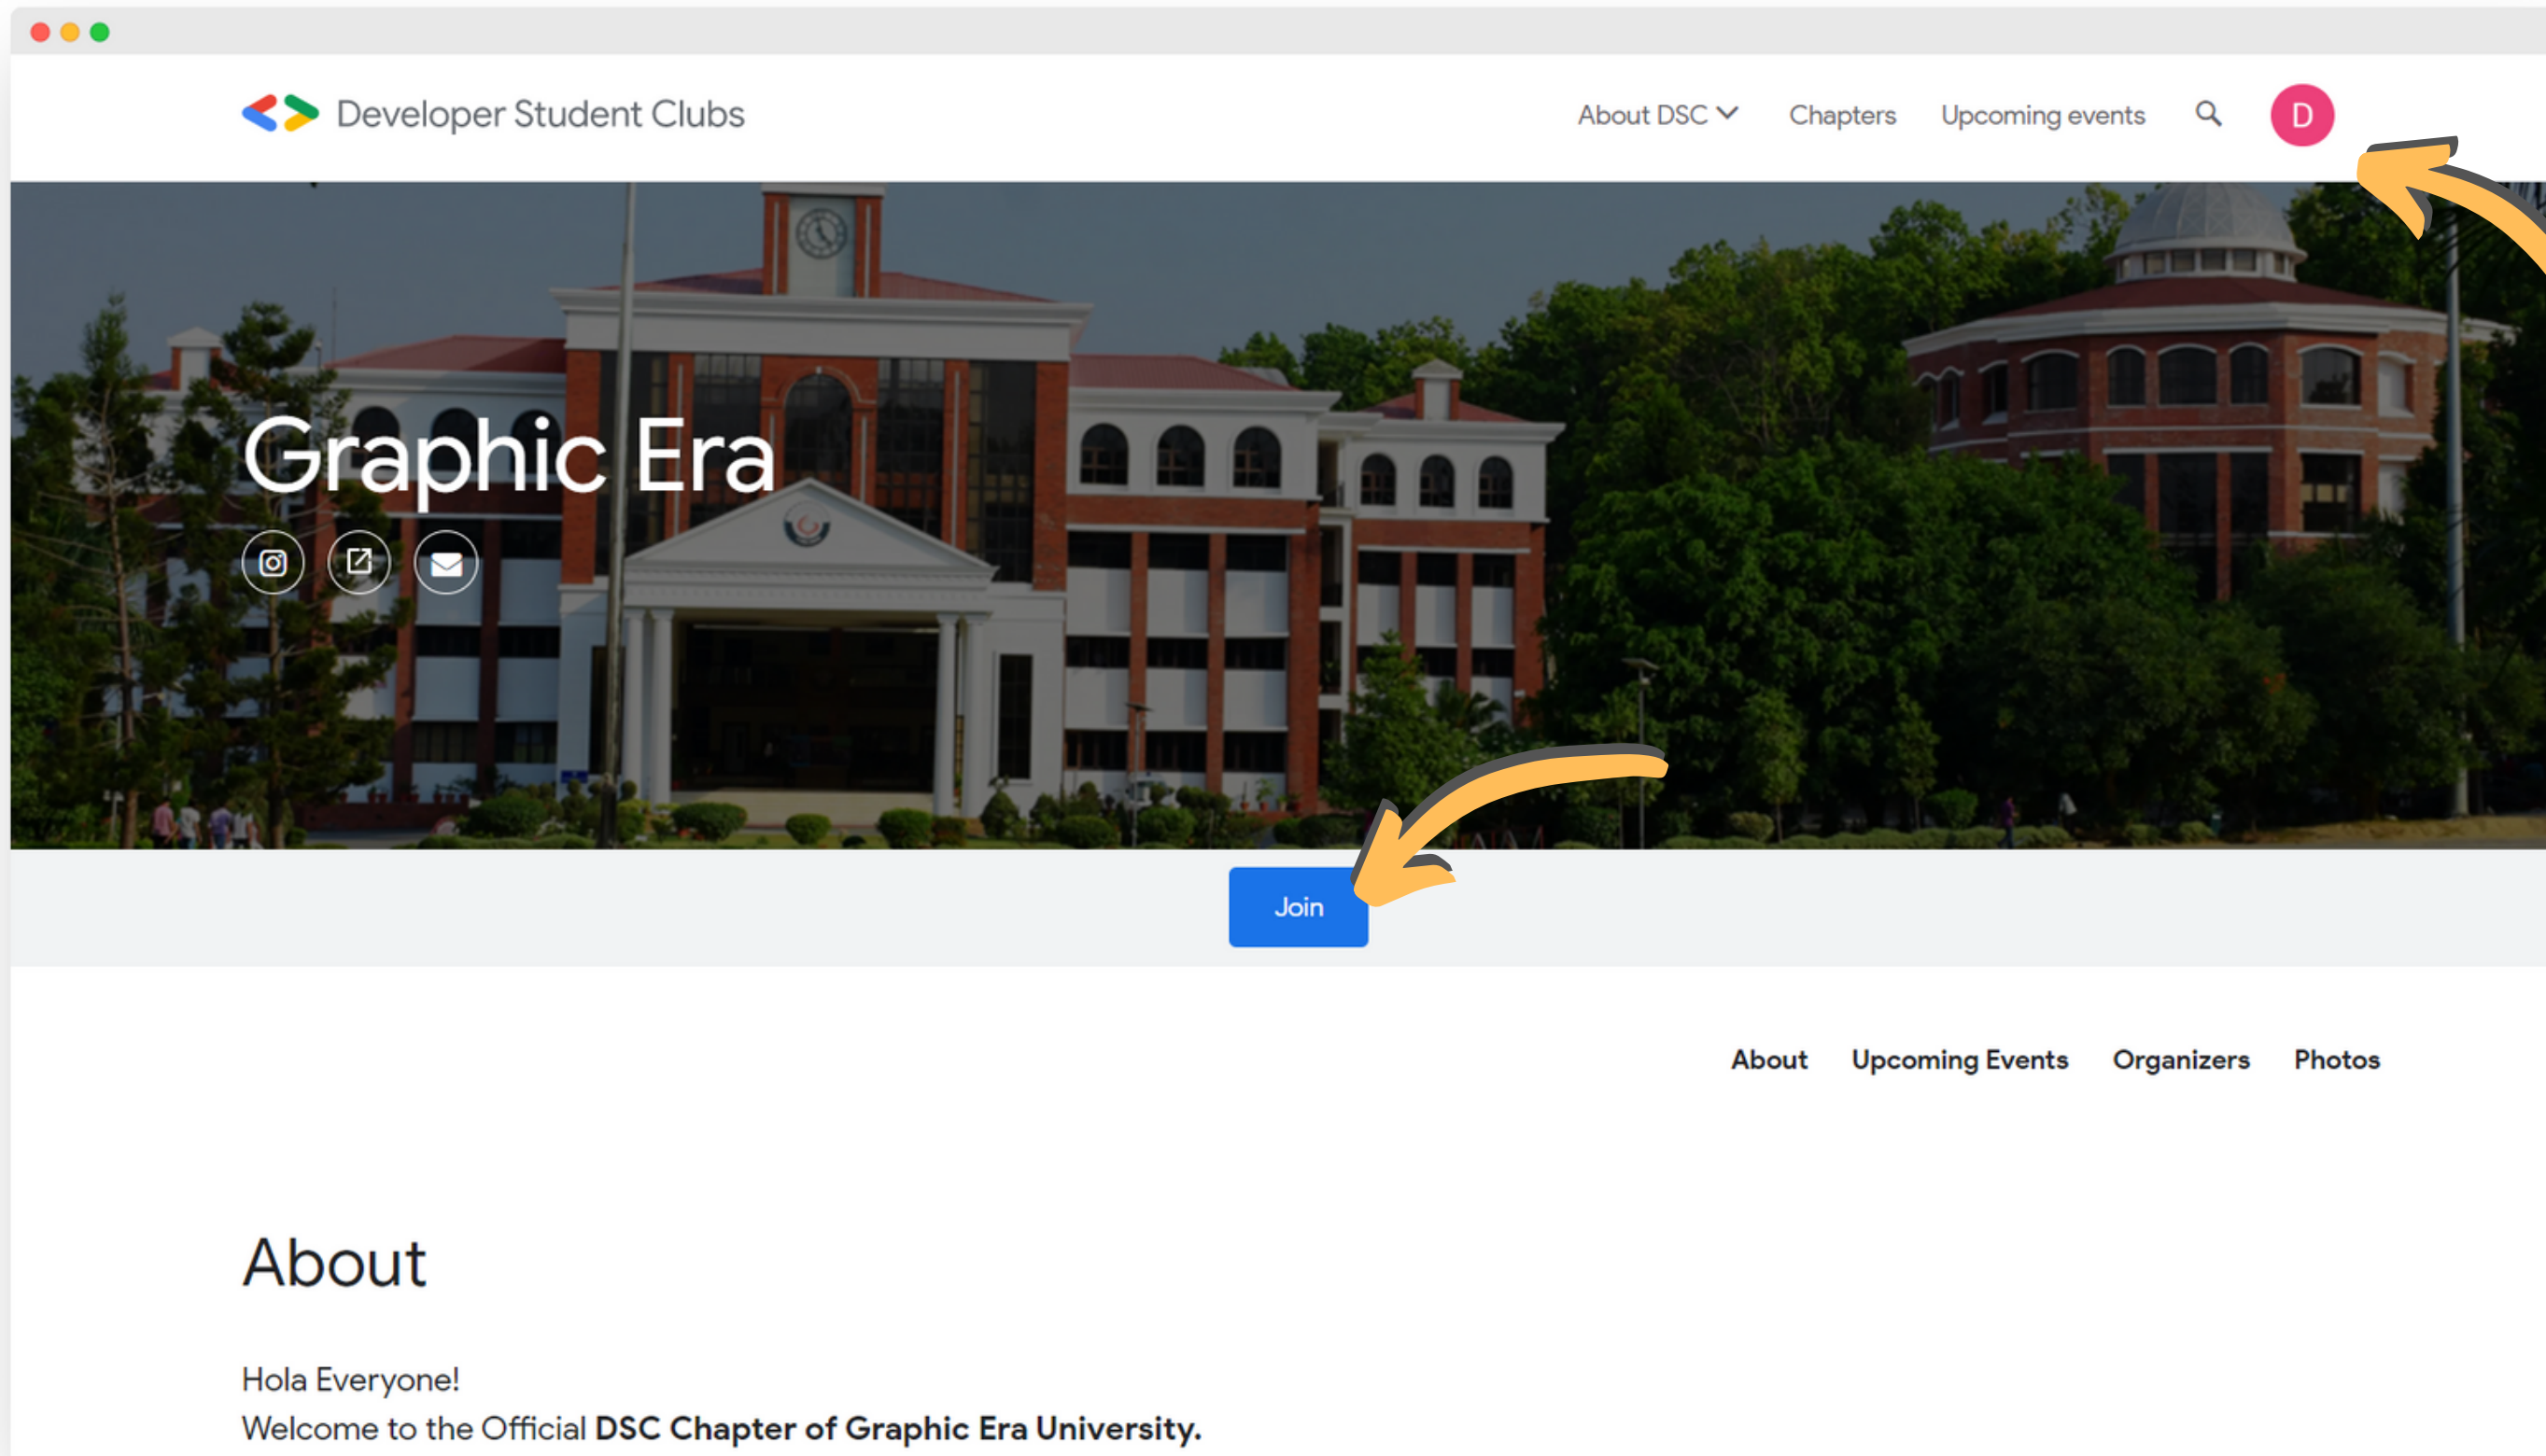 Developer Student Clubs
About DSC Chapters Upcoming events D
Graphic Era
Join
About Upcoming Events Organizers Photos
About
Hola Everyone!
Welcome to the Official DSC Chapter of Graphic Era University.